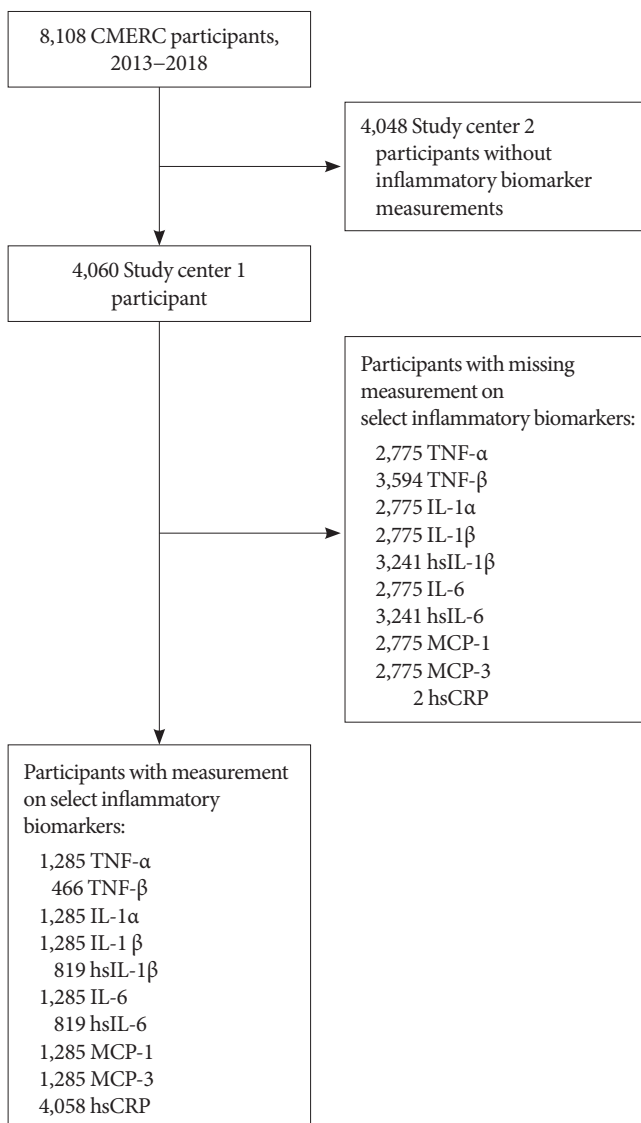 8,108 CMERC participants,
2013–2018
4,048 Study center 2
participants without
inflammatory biomarker
measurements
4,060 Study center 1
participant
Participants with missing
measurement on
select inflammatory biomarkers:
2,775 TNF-α
3,594 TNF-β
2,775 IL-1α
2,775 IL-1β
3,241 hsIL-1β
2,775 IL-6
3,241 hsIL-6
2,775 MCP-1
2,775 MCP-3
2 hsCRP
Participants with measurement
on select inflammatory
biomarkers:
1,285 TNF-α
466 TNF-β
1,285 IL-1α
1,285 IL-1 β
819 hsIL-1β
1,285 IL-6
819 hsIL-6
1,285 MCP-1
1,285 MCP-3
4,058 hsCRP